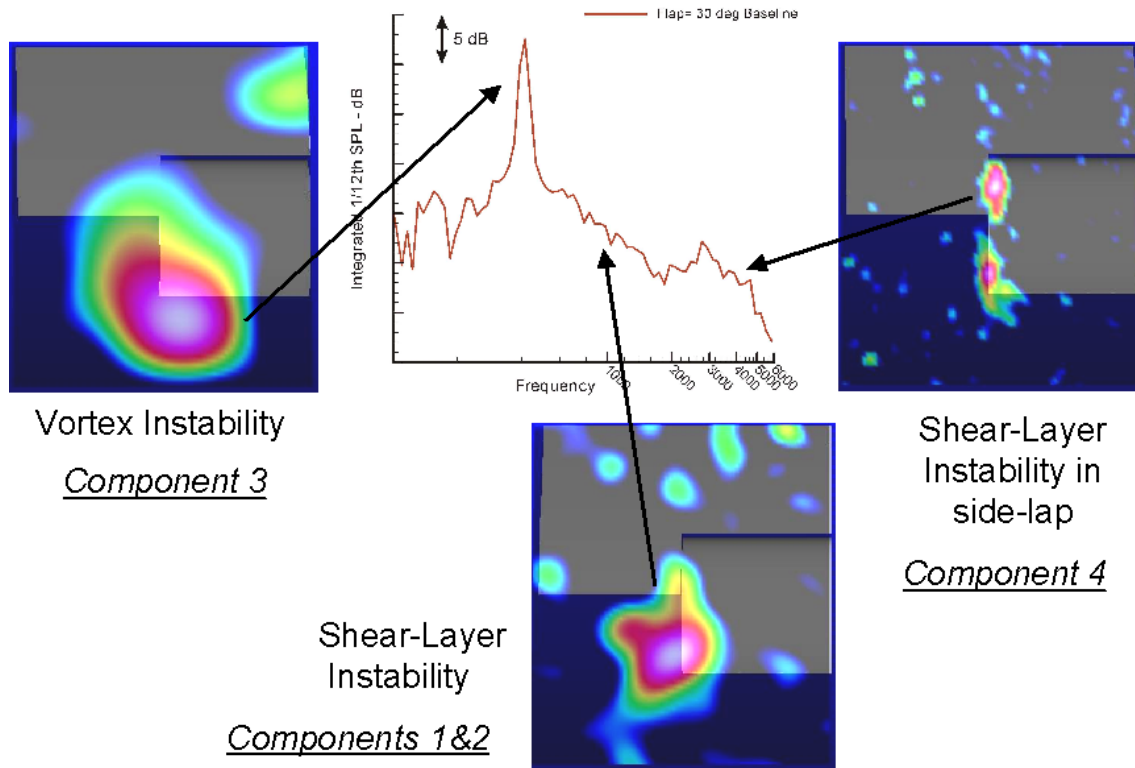 Flap= 30 deg Baseline
5 dB
Integrated 1/12th SPL - dB
1000
2000
3000
4000
5000
6000
Frequency
Vortex Instability
Component 3
Shear-Layer
Instability in
side-lap
Component 4
Shear-Layer
Instability
Components 1&2